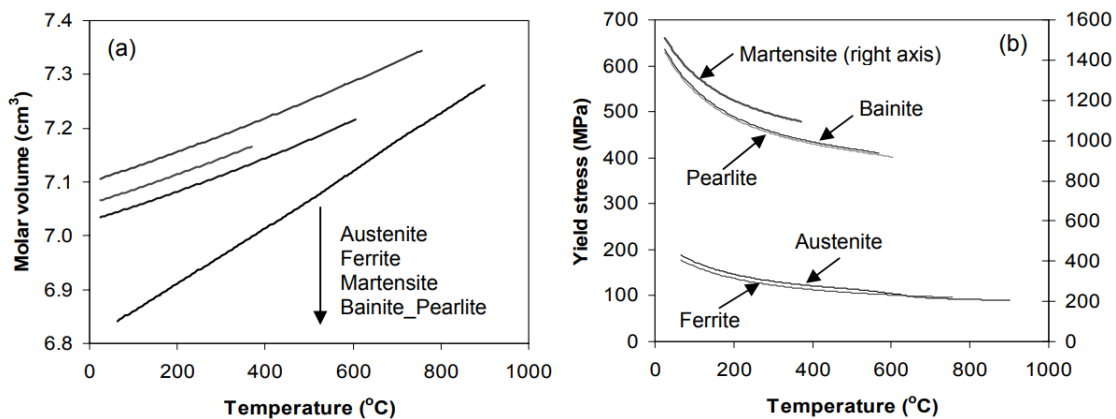 (a)
7.4
7.3
7.2
7.1
7.0
6.9
6.8
Molar volume (cm³)
0 200 400 600 800 1000
Temperature (°C)
Austenite
Ferrite
Martensite
Bainite_Pearlite
(b)
700
600
500
400
300
200
100
0
Yield stress (MPa)
1600
1400
1200
1000
800
600
400
200
0
0 200 400 600 800 1000
Temperature (°C)
Martensite (right axis)
Bainite
Pearlite
Austenite
Ferrite